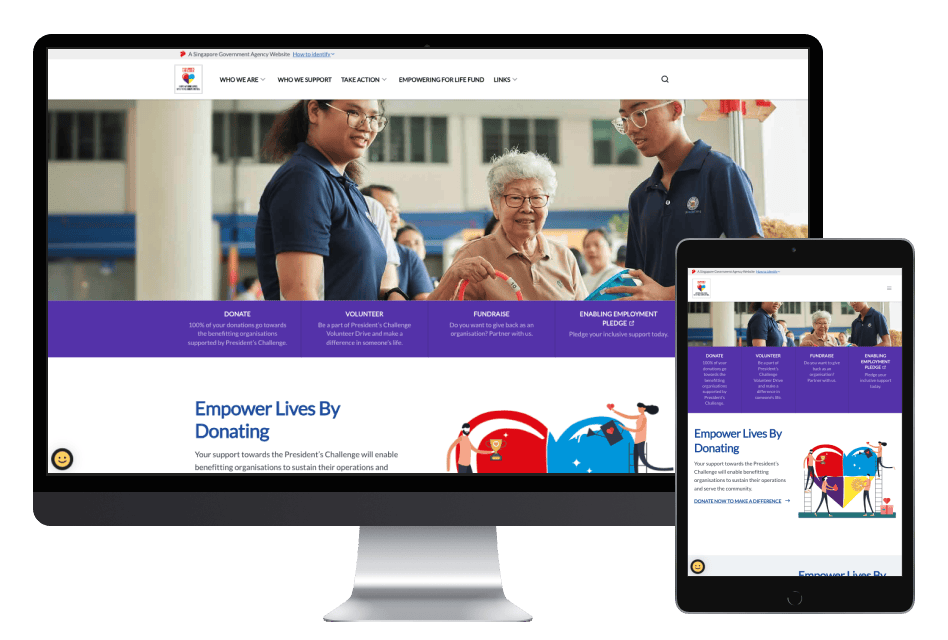 A Singapore Government Agency Website How to identify
WHO WE ARE WHO WE SUPPORT TAKE ACTION EMPOWERING FOR LIFE FUND LINKS
DONATE
100% of your donations go towards
the benefitting organisations
supported by President's Challenge.
VOLUNTEER
Be a part of President's Challenge
Volunteer Drive and make a
difference in someone's life.
FUNDRAISE
Do you want to give back as an
organisation? Partner with us.
ENABLING EMPLOYMENT
PLEDGE
Pledge your inclusive support today.
Empower Lives By
Donating
Your support towards the President's Challenge will enable
benefitting organisations to sustain their operations and
A Singapore Government Agency Website How to identify
DONATE
100% of your
donations go
towards the
benefitting
organisations
supported by
President's
Challenge.
VOLUNTEER
Be a part of
President's
Challenge
Volunteer Drive
and make a
difference in
someone's life.
FUNDRAISE
Do you want to give
back as an
organisation?
Partner with us.
ENABLING
EMPLOYMENT
PLEDGE
Pledge your
inclusive support
today.
Empower Lives By
Donating
Your support towards the President's
Challenge will enable benefitting
organisations to sustain their operations
and serve the community.
DONATE NOW TO MAKE A DIFFERENCE
Empower Lives By